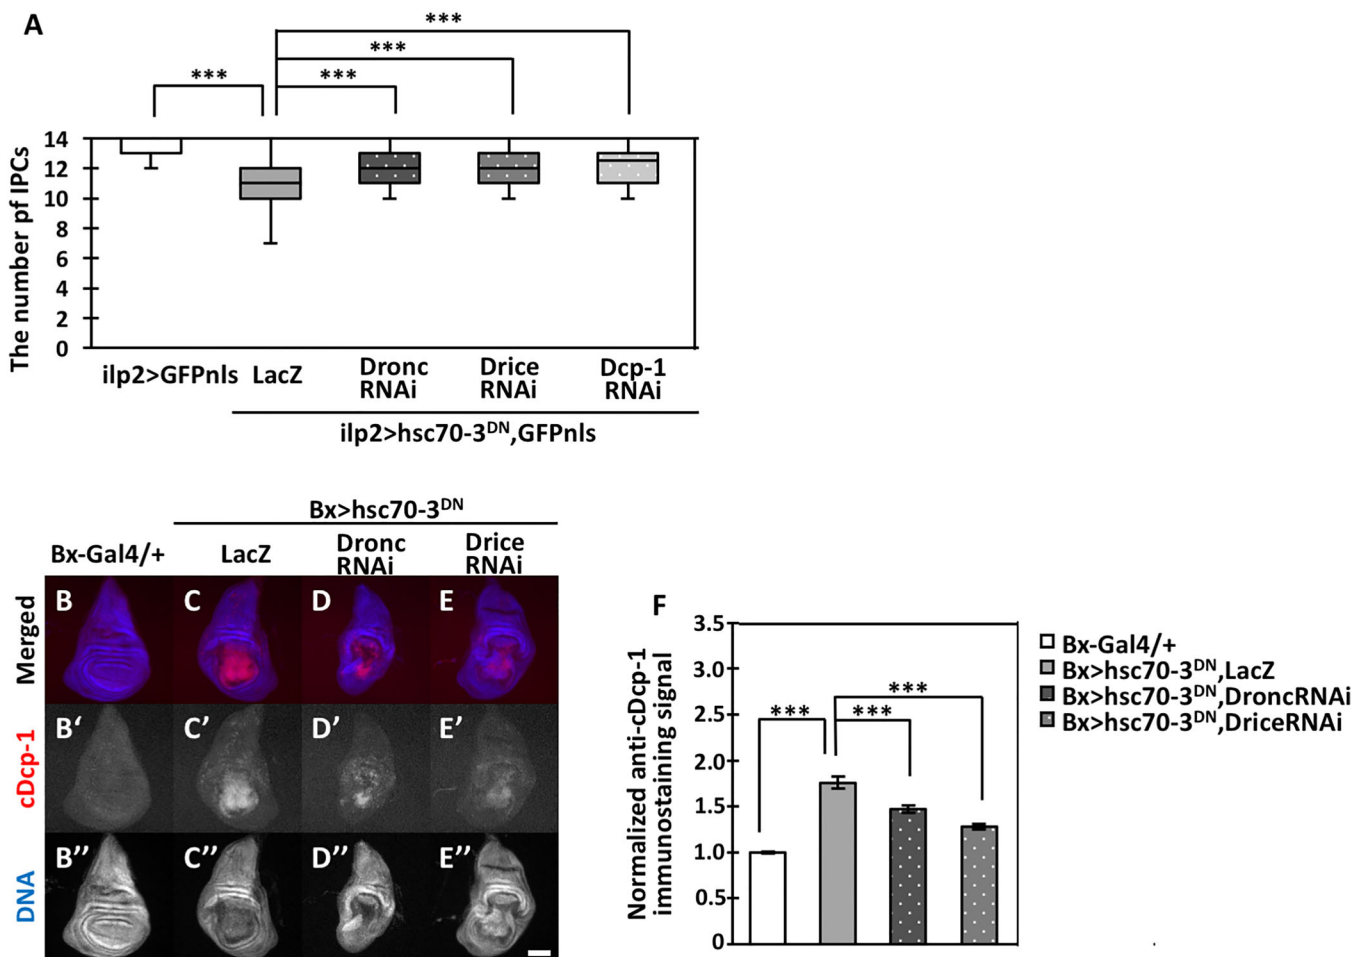 A
***
***
*** ***
The number pf IPCs
14
12
10
8
6
4
2
0
ilp2>GFPnls LacZ Dronc RNAi Drice RNAi Dcp-1 RNAi
ilp2>hsc70-3DN,GFPnls
Bx>hsc70-3DN
Bx-Gal4/+ LacZ Dronc RNAi Drice RNAi
Merged
B C D E
cDcp-1
B‘ C’ D’ E’
DNA
B’’ C’’ D’’ E’’
F
Normalized anti-cDcp-1
immunostaining signal
3.5
3.0
2.5
2.0
1.5
1.0
0.5
0
***
*** ***
Bx-Gal4/+
Bx>hsc70-3DN,LacZ
Bx>hsc70-3DN,DroncRNAi
Bx>hsc70-3DN,DriceRNAi